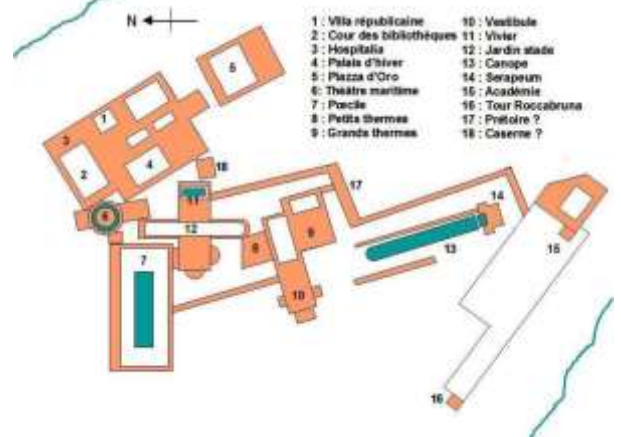 N
1 : Villa républicaine
2 : Cour des bibliothèques
3 : Hospitalia
4 : Palais d'hiver
5 : Piazza d'Oro
6: Théâtre maritime
7 : Pœcile
8 : Petits thermes
9 : Grands thermes
10 : Vestibule
11 : Vivier
12 : Jardin stade
13 : Canope
14 : Serapeum
15 : Académie
16 : Tour Roccabruna
17 : Prétoire ?
18 : Caserne ?
5
1
3
2
4
18
11
17
6
12
14
9
8
13
15
7
10
16